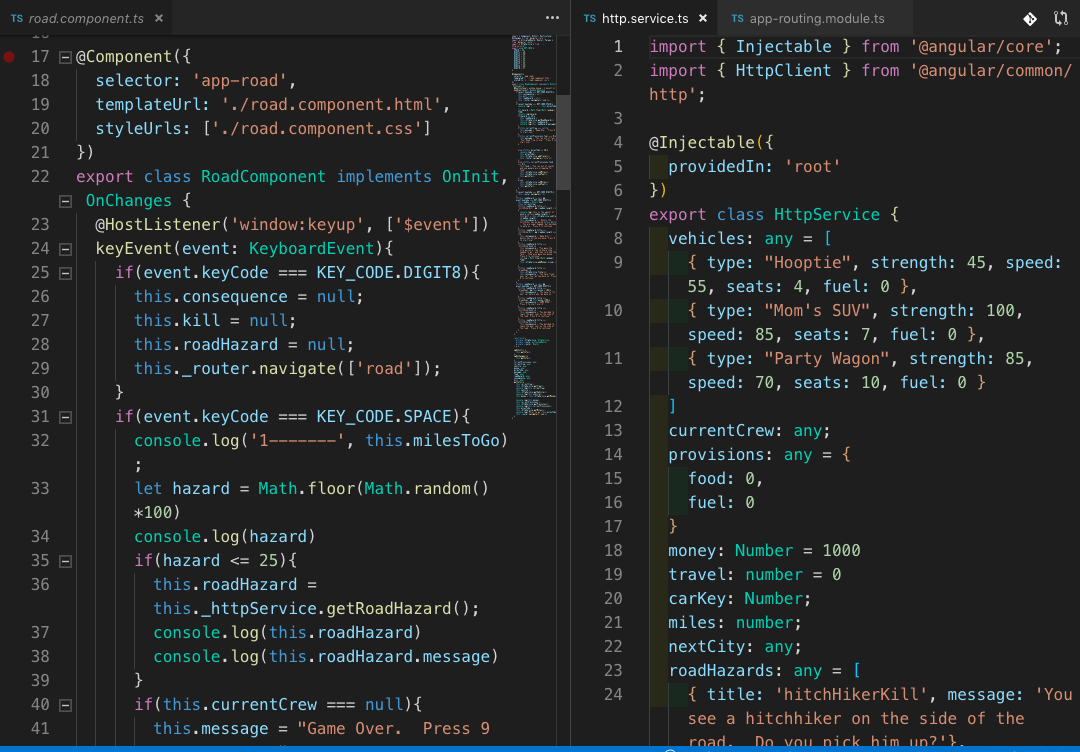 TS road.component.ts ×
16
17 @Component({
18 selector: 'app-road',
19 templateUrl: './road.component.html',
20 styleUrls: ['./road.component.css']
21 })
22 export class RoadComponent implements OnInit,
OnChanges {
23 @HostListener('window:keyup', ['$event'])
24 keyEvent(event: KeyboardEvent){
25 if(event.keyCode === KEY_CODE.DIGIT8){
26 this.consequence = null;
27 this.kill = null;
28 this.roadHazard = null;
29 this._router.navigate(['road']);
30 }
31 if(event.keyCode === KEY_CODE.SPACE){
32 console.log('1-------', this.milesToGo)
;
33 let hazard = Math.floor(Math.random()
*100)
34 console.log(hazard)
35 if(hazard <= 25){
36 this.roadHazard =
this._httpService.getRoadHazard();
37 console.log(this.roadHazard)
38 console.log(this.roadHazard.message)
39 }
40 if(this.currentCrew === null){
41 this.message = "Game Over.  Press 9
TS http.service.ts × TS app-routing.module.ts
1 import { Injectable } from '@angular/core';
2 import { HttpClient } from '@angular/common/
http';
3
4 @Injectable({
5 providedIn: 'root'
6 })
7 export class HttpService {
8 vehicles: any = [
9 { type: "Hooptie", strength: 45, speed:
55, seats: 4, fuel: 0 },
10 { type: "Mom's SUV", strength: 100,
speed: 85, seats: 7, fuel: 0 },
11 { type: "Party Wagon", strength: 85,
speed: 70, seats: 10, fuel: 0 }
12 ]
13 currentCrew: any;
14 provisions: any = {
15 food: 0,
16 fuel: 0
17 }
18 money: Number = 1000
19 travel: number = 0
20 carKey: Number;
21 miles: number;
22 nextCity: any;
23 roadHazards: any = [
24 { title: 'hitchHikerKill', message: 'You
see a hitchhiker on the side of the
road.  Do you pick him up?'},